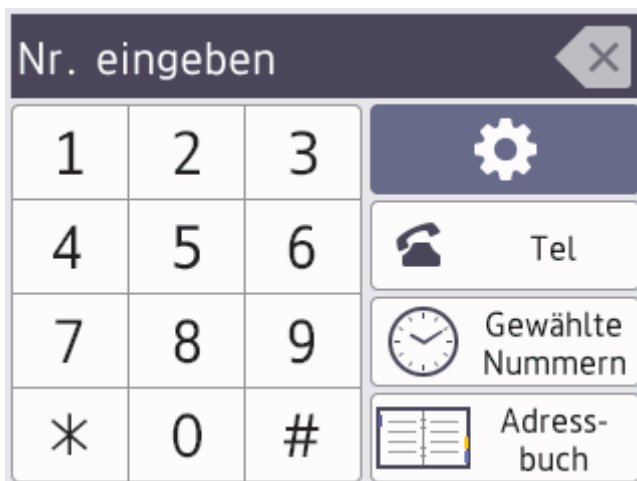 Nr. eingeben
1 2 3
4 5 6
Tel
7 8 9
Gewählte
Nummern
* 0 #
Adress-
buch